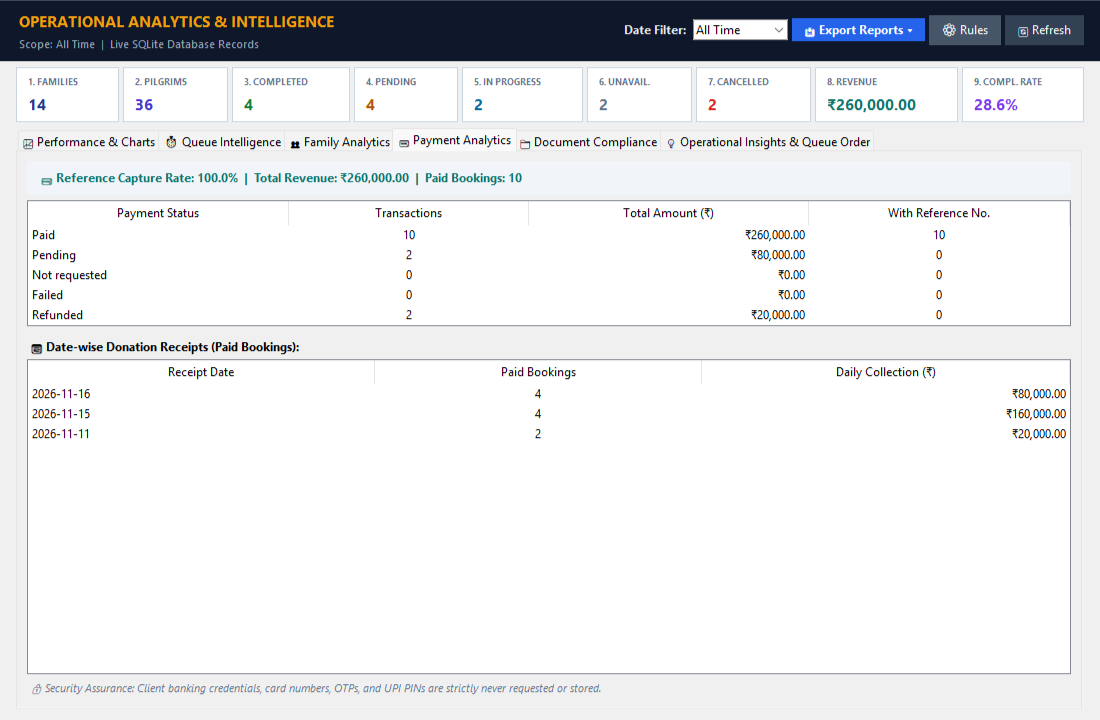 OPERATIONAL ANALYTICS & INTELLIGENCE
Scope: All Time | Live SQLite Database Records
Date Filter: All Time Export Reports Rules Refresh
1. FAMILIES 2. PILGRIMS 3. COMPLETED 4. PENDING 5. IN PROGRESS 6. UNAVAIL. 7. CANCELLED 8. REVENUE 9. COMPL. RATE
14 36 4 4 2 2 2 ₹260,000.00 28.6%
Performance & Charts Queue Intelligence Family Analytics Payment Analytics Document Compliance Operational Insights & Queue Order
Reference Capture Rate: 100.0% | Total Revenue: ₹260,000.00 | Paid Bookings: 10
Payment Status Transactions Total Amount (₹) With Reference No.
Paid 10 ₹260,000.00 10
Pending 2 ₹80,000.00 0
Not requested 0 ₹0.00 0
Failed 0 ₹0.00 0
Refunded 2 ₹20,000.00 0
Date-wise Donation Receipts (Paid Bookings):
Receipt Date Paid Bookings Daily Collection (₹)
2026-11-16 4 ₹80,000.00
2026-11-15 4 ₹160,000.00
2026-11-11 2 ₹20,000.00
Security Assurance: Client banking credentials, card numbers, OTPs, and UPI PINs are strictly never requested or stored.